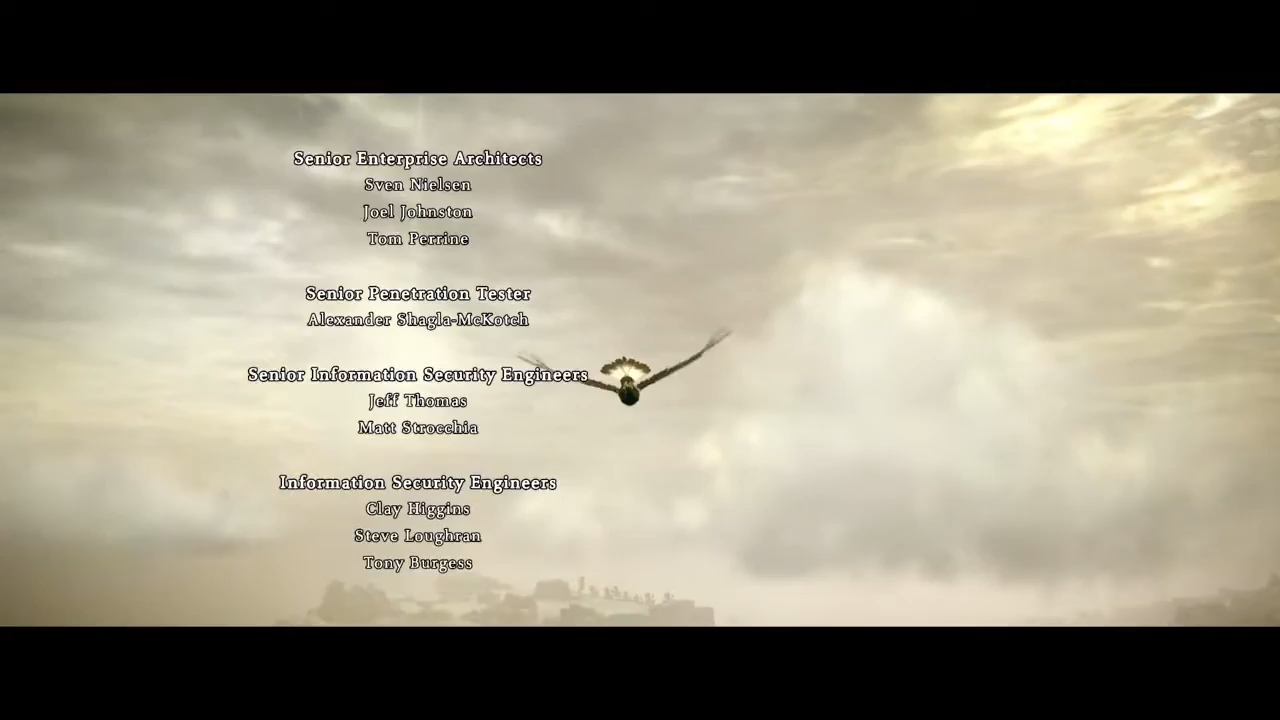 Senior Enterprise Architects
Sven Nielsen
Joel Johnston
Tom Perrine
Senior Penetration Tester
Alexander Shagla-McKotch
Senior Information Security Engineers
Jeff Thomas
Matt Strocchia
Information Security Engineers
Clay Higgins
Steve Loughran
Tony Burgess